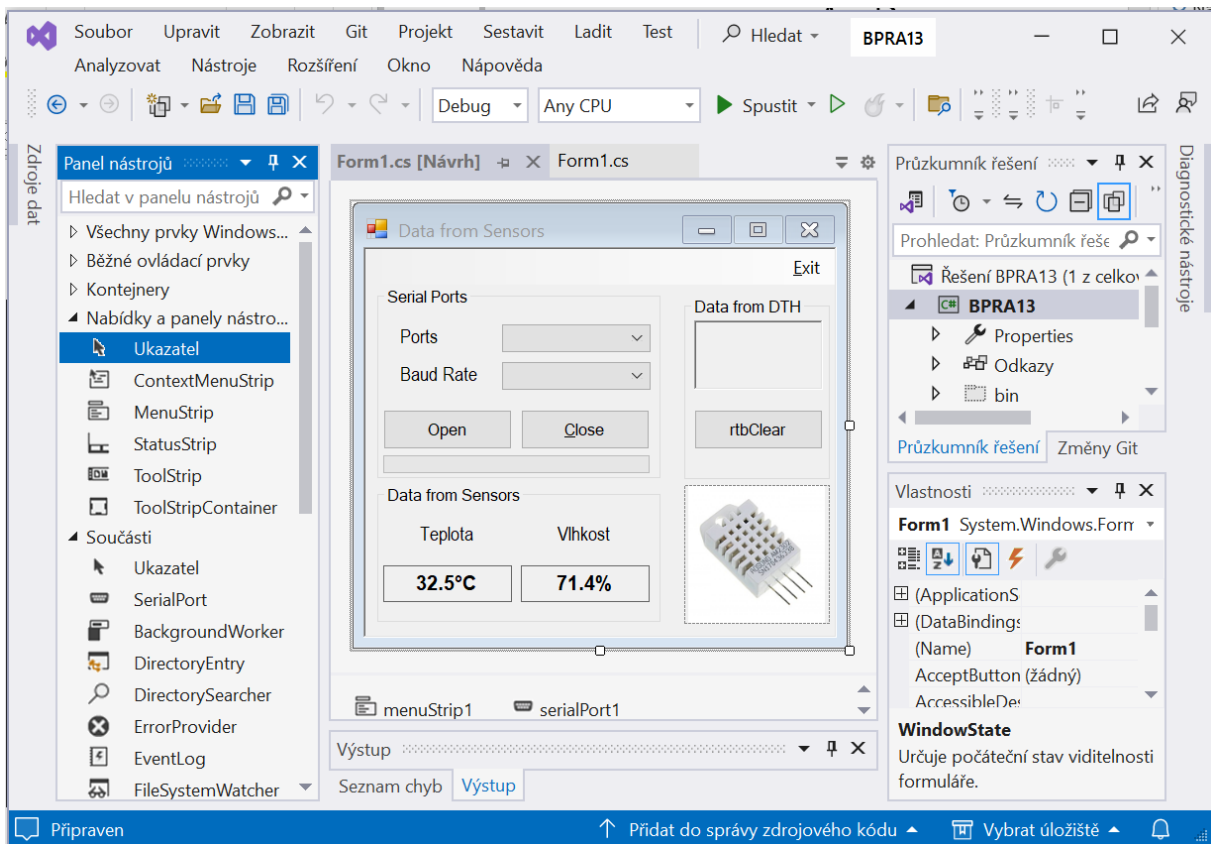 Soubor Upravit Zobrazit Git Projekt Sestavit Ladit Test Hledat BPRA13
Analyzovat Nástroje Rozšíření Okno Nápověda
Debug Any CPU Spustit
Zdroje dat
Panel nástrojů
Hledat v panelu nástrojů
Všechny prvky Windows...
Běžné ovládací prvky
Kontejnery
Nabídky a panely nástro...
Ukazatel
ContextMenuStrip
MenuStrip
StatusStrip
ToolStrip
ToolStripContainer
Součásti
Ukazatel
SerialPort
BackgroundWorker
DirectoryEntry
DirectorySearcher
ErrorProvider
EventLog
FileSystemWatcher
Form1.cs [Návrh] Form1.cs
Data from Sensors
Exit
Serial Ports
Ports
Baud Rate
Open Close
Data from DTH
rtbClear
Data from Sensors
Teplota Vlhkost
32.5°C 71.4%
menuStrip1 serialPort1
Výstup
Seznam chyb Výstup
Průzkumník řešení
Prohledat: Průzkumník řeše
Řešení BPRA13 (1 z celkov
C# BPRA13
Properties
Odkazy
bin
Průzkumník řešení Změny Git
Vlastnosti
Form1 System.Windows.Form
(ApplicationS
(DataBindings
(Name) Form1
AcceptButton (žádný)
AccessibleDes
WindowState
Určuje počáteční stav viditelnosti
formuláře.
Diagnostické nástroje
Připraven Přidat do správy zdrojového kódu Vybrat úložiště